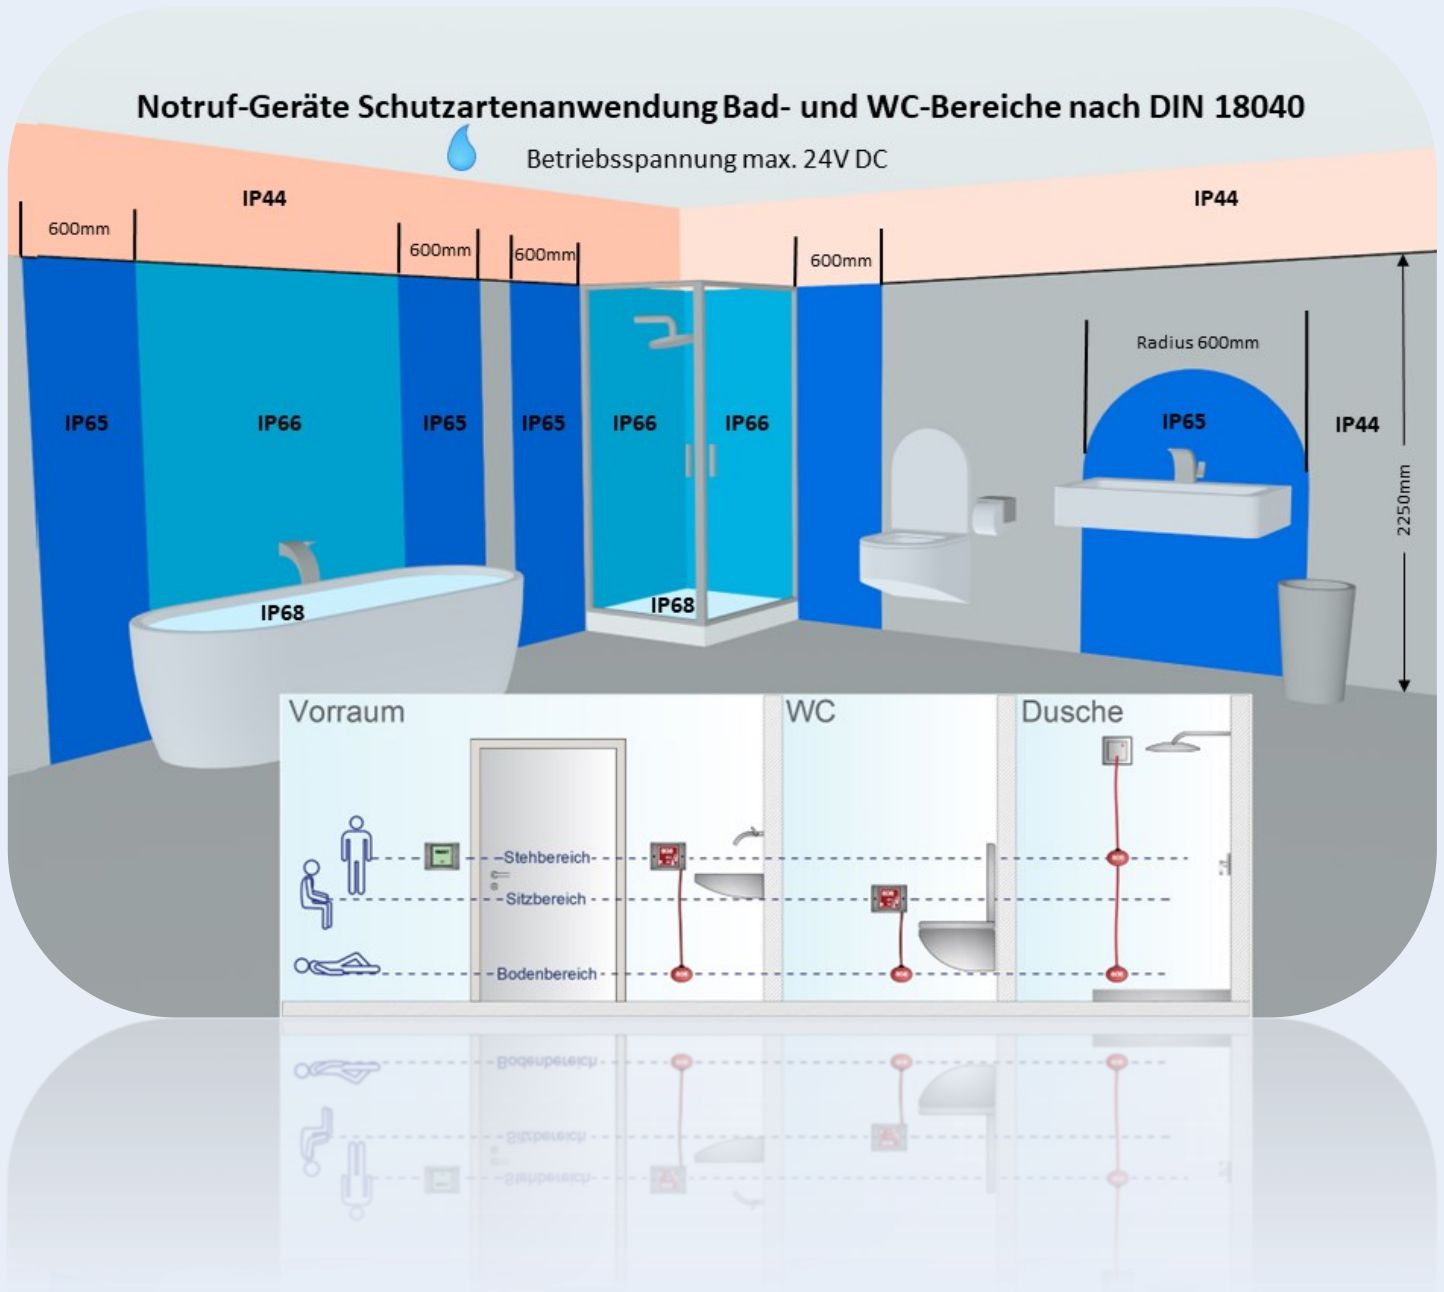 Notruf-Geräte Schutzartenanwendung Bad- und WC-Bereiche nach DIN 18040
Betriebsspannung max. 24V DC
IP44
IP44
600mm
600mm
600mm
600mm
Radius 600mm
IP65
IP66
IP65
IP65
IP66
IP66
IP65
IP44
2250mm
IP68
IP68
Vorraum
WC
Dusche
Stehbereich
Sitzbereich
Bodenbereich